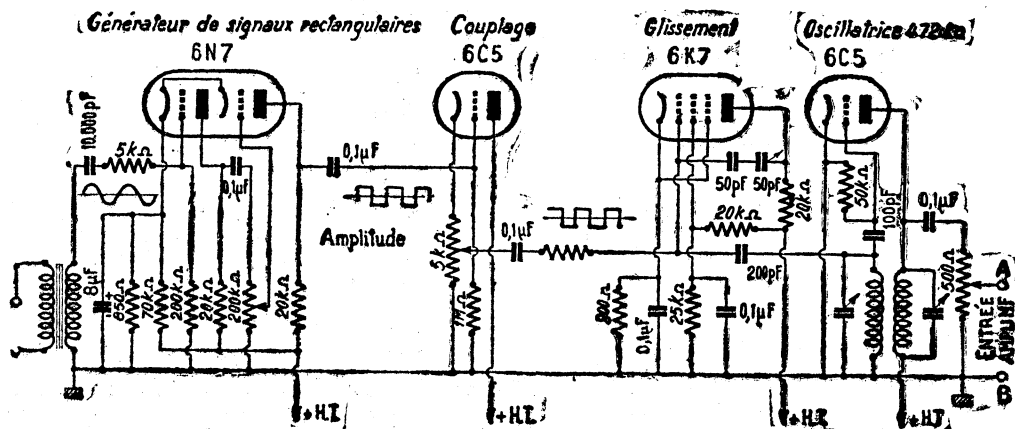 Générateur de signaux rectangulaires
6N7
Couplage
6C5
Glissement
6K7
Oscillatrice
6C5
10.000pF
5kΩ
0,1μF
8μF
+
850Ω
70kΩ
200kΩ
20kΩ
200kΩ
20kΩ
0,1μF
Amplitude
5kΩ
1MΩ
0,1μF
50pF
50pF
20kΩ
20kΩ
200pF
800Ω
0,1μF
25kΩ
0,1μF
50kΩ
100pF
0,1μF
500Ω
A
ENTRÉE
B
+H.T.
+H.T.
+H.T.
+H.T.